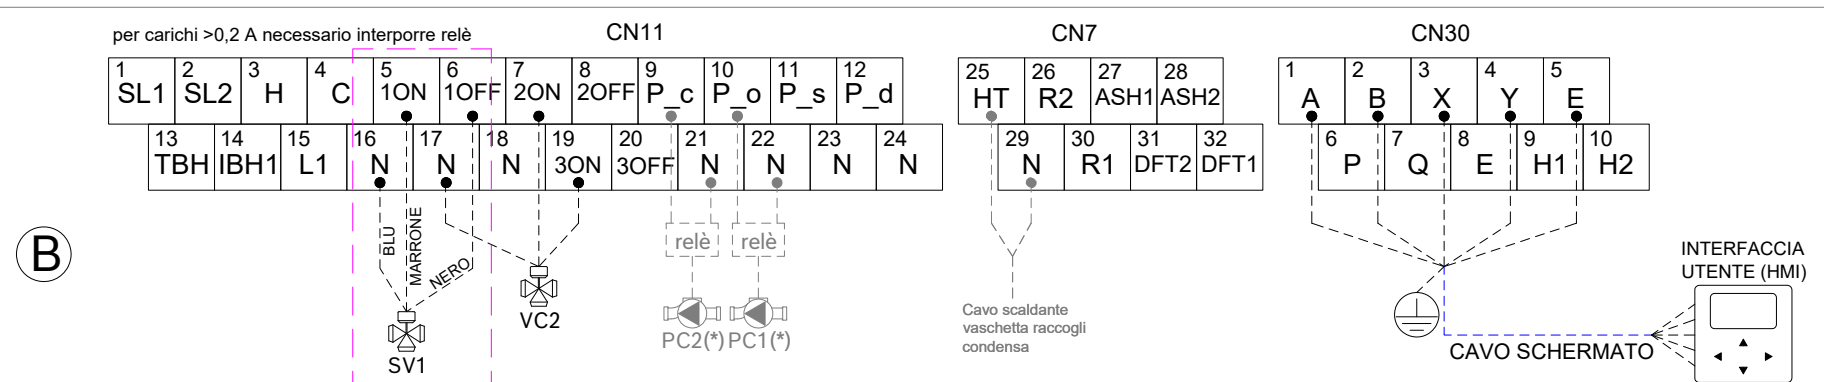 per carichi >0,2 A necessario interporre relè
CN11
CN7
CN30
1 2 3 4 5 6 7 8 9 10 11 12
SL1 SL2 H C 1ON 1OFF 2ON 2OFF P_c P_o P_s P_d
13 14 15 16 17 18 19 20 21 22 23 24
TBH IBH1 L1 N N N 3ON 3OFF N N N N
25 26 27 28
HT R2 ASH1 ASH2
29 30 31 32
N R1 DFT2 DFT1
1 2 3 4 5
A B X Y E
6 7 8 9 10
P Q E H1 H2
B
BLU
MARRONE
NERO
relè relè
SV1
VC2
PC2(*) PC1(*)
Cavo scaldante
vaschetta raccogli
condensa
INTERFACCIA
UTENTE (HMI)
CAVO SCHERMATO